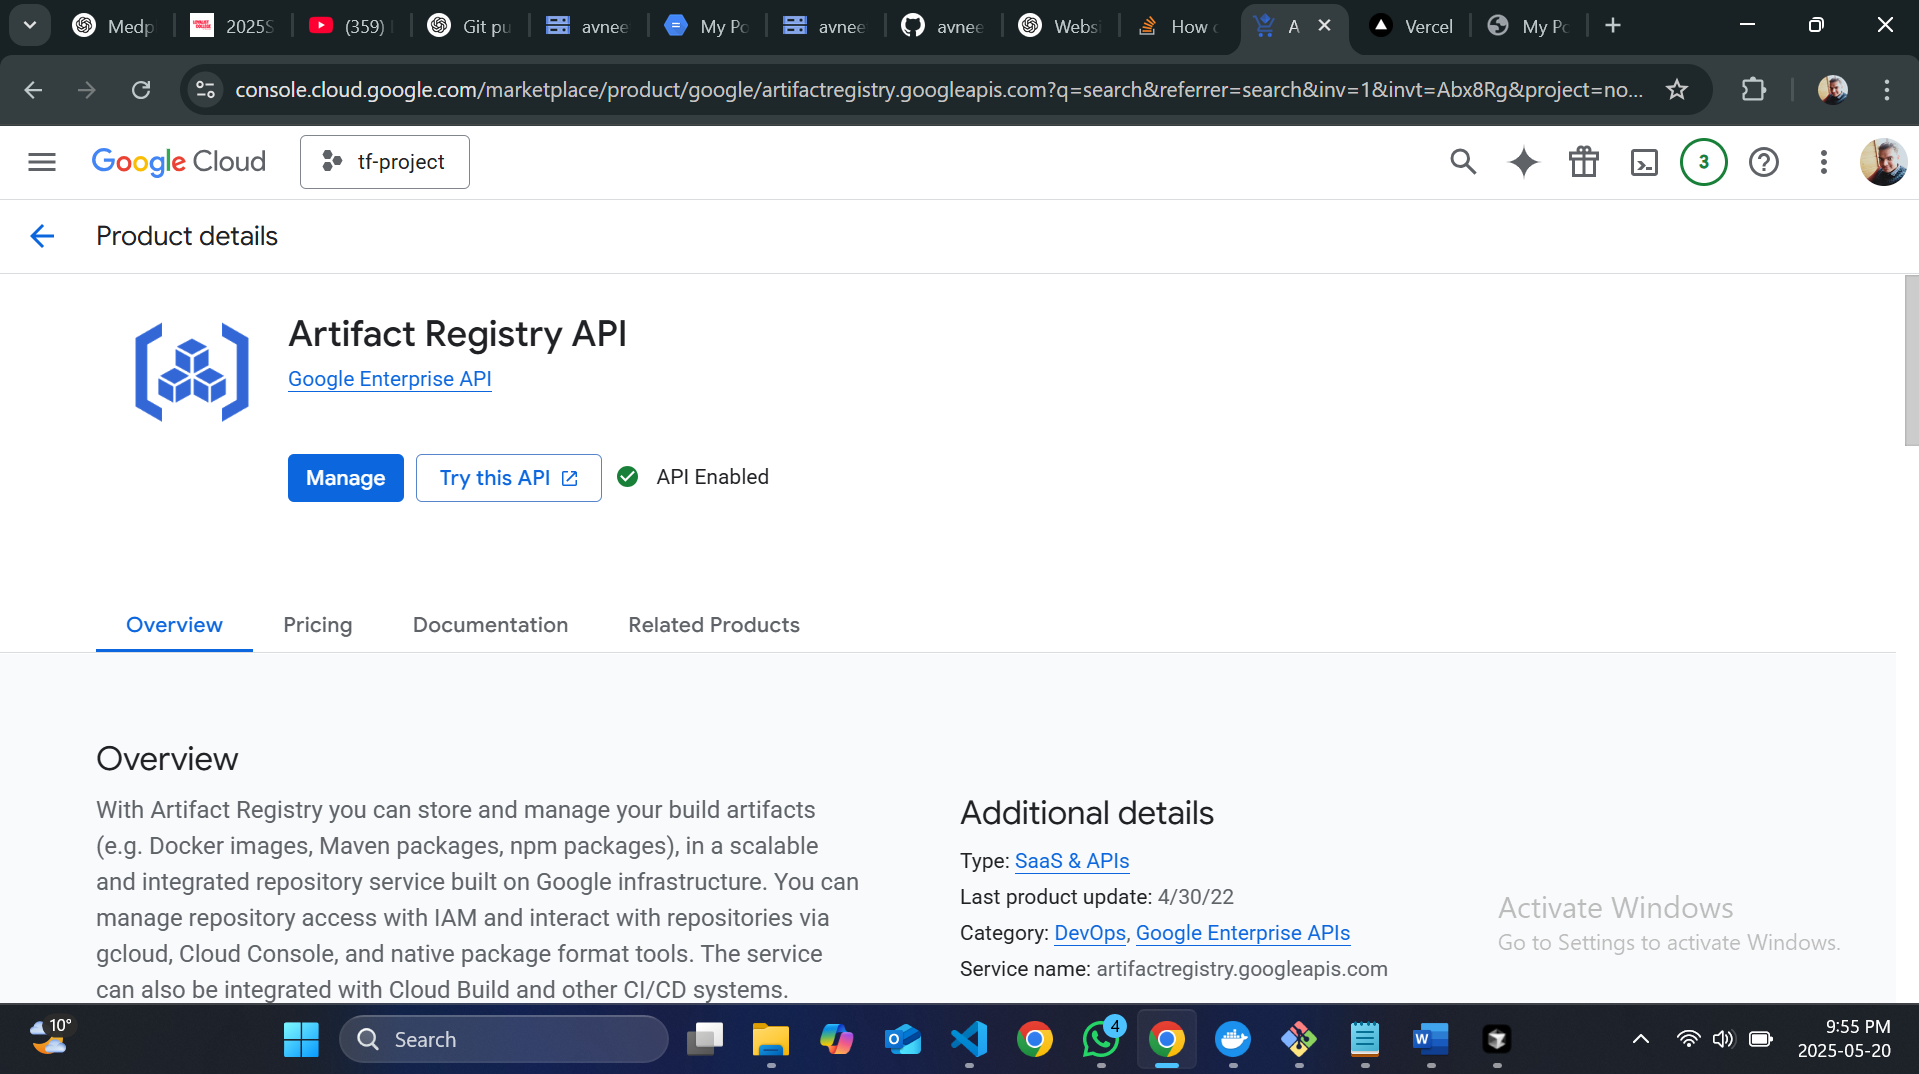 Medp
2025S
(359)
Git pu
avnee
My Po
avnee
avnee
Websi
How c
A
Vercel
My Po
console.cloud.google.com/marketplace/product/google/artifactregistry.googleapis.com?q=search&referrer=search&inv=1&invt=Abx8Rg&project=no...
Google Cloud
tf-project
3
Product details
Artifact Registry API
Google Enterprise API
Manage
Try this API
API Enabled
Overview
Pricing
Documentation
Related Products
Overview
With Artifact Registry you can store and manage your build artifacts
(e.g. Docker images, Maven packages, npm packages), in a scalable
and integrated repository service built on Google infrastructure. You can
manage repository access with IAM and interact with repositories via
gcloud, Cloud Console, and native package format tools. The service
can also be integrated with Cloud Build and other CI/CD systems.
Additional details
Type: SaaS & APIs
Last product update: 4/30/22
Category: DevOps, Google Enterprise APIs
Service name: artifactregistry.googleapis.com
Activate Windows
Go to Settings to activate Windows.
10°
Search
4
9:55 PM
2025-05-20